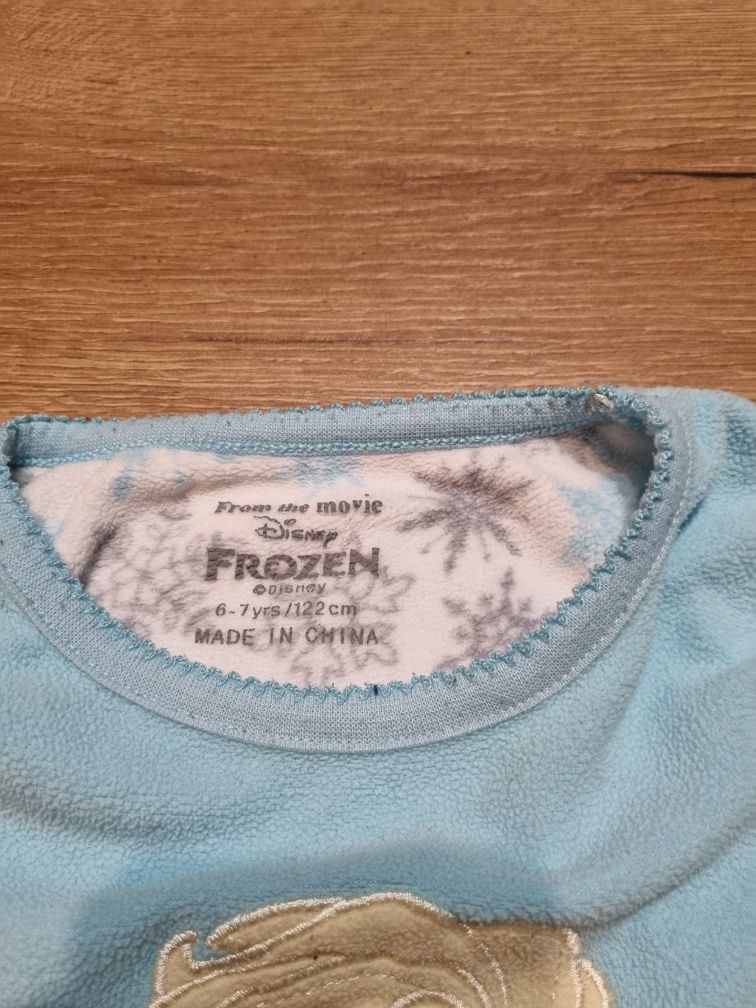 From the movie
Disney
FROZEN
©Disney
6-7yrs/122cm
MADE IN CHINA